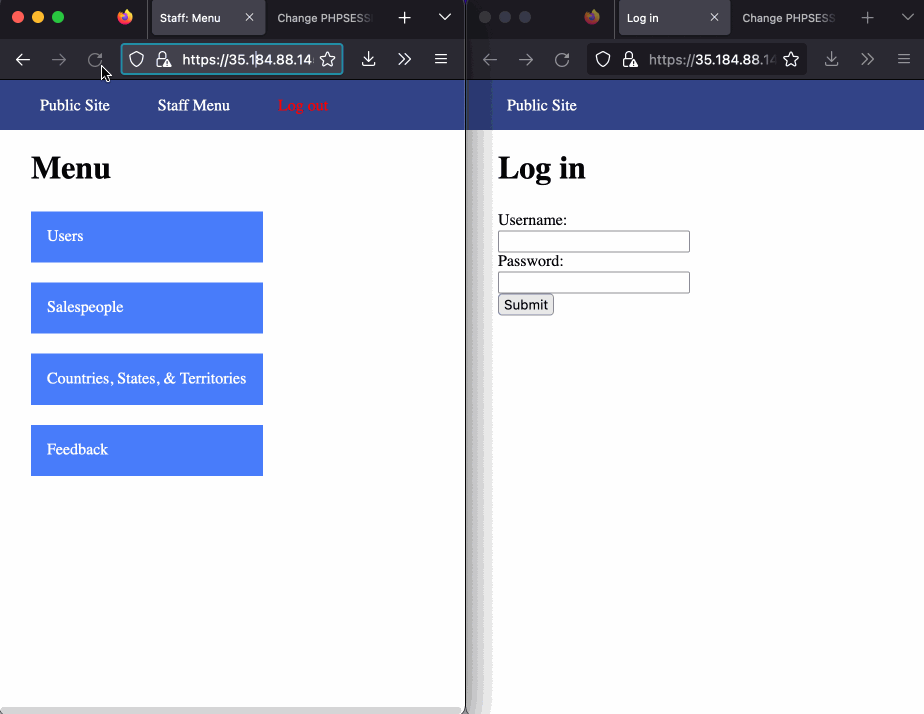 Staff: Menu
Change PHPSESS
https://35.184.88.14
Public Site
Staff Menu
Log out
Menu
Users
Salespeople
Countries, States, & Territories
Feedback
Log in
Change PHPSESS
https://35.184.88.14
Public Site
Log in
Username:
Password:
Submit